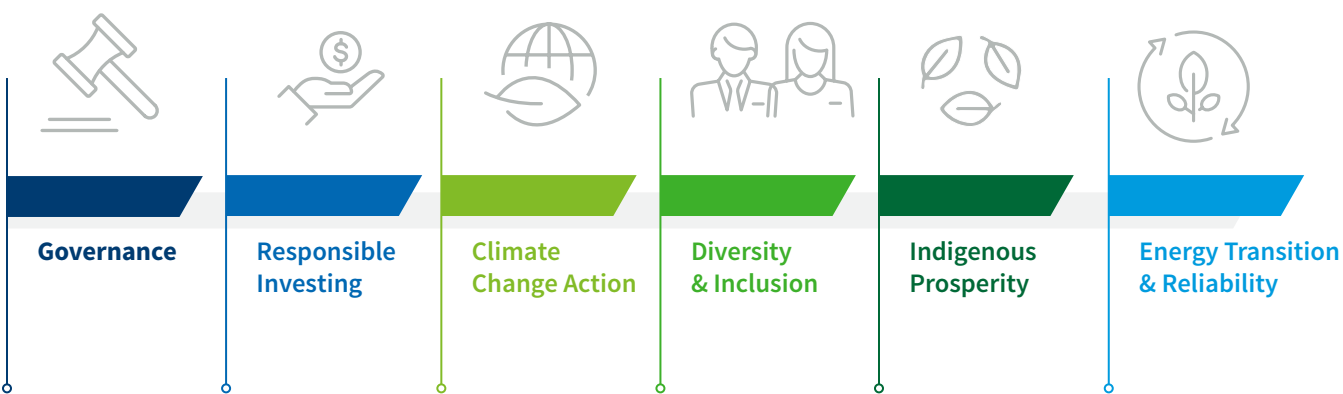 Governance
Responsible
Investing
Climate
Change Action
Diversity
& Inclusion
Indigenous
Prosperity
Energy Transition
& Reliability
$